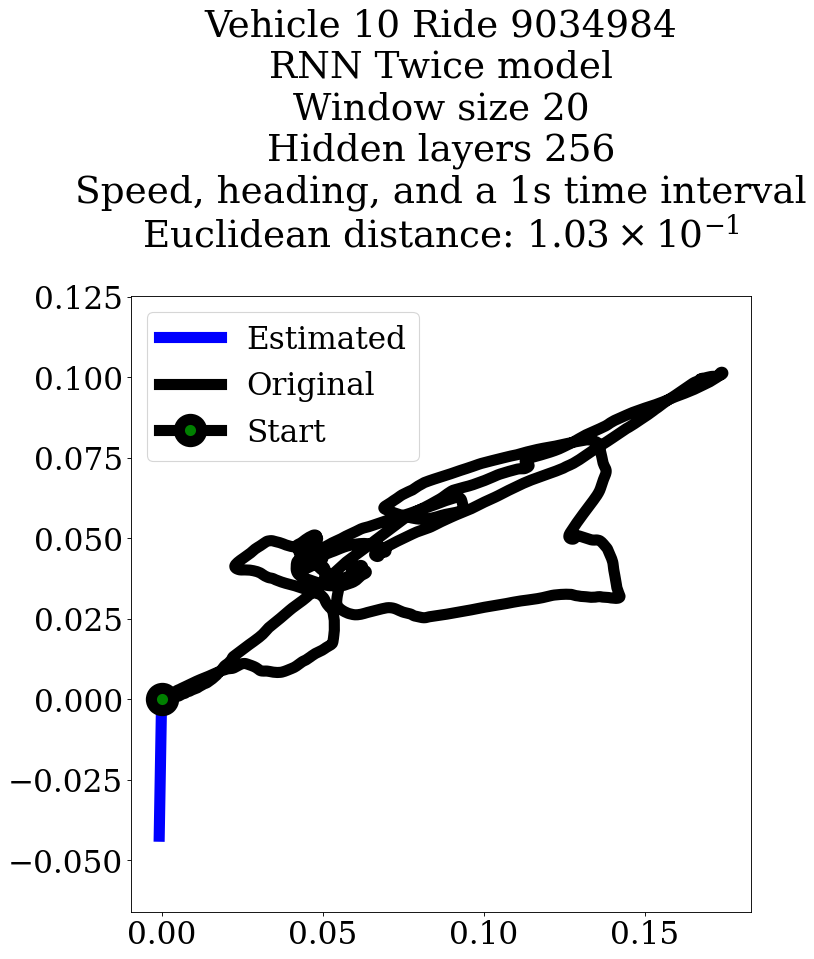 Vehicle 10 Ride 9034984
RNN Twice model
Window size 20
Hidden layers 256
Speed, heading, and a 1s time interval
Euclidean distance: 1.03 × 10⁻¹
0.125
0.100
0.075
0.050
0.025
0.000
−0.025
−0.050
Estimated
Original
Start
0.00 0.05 0.10 0.15